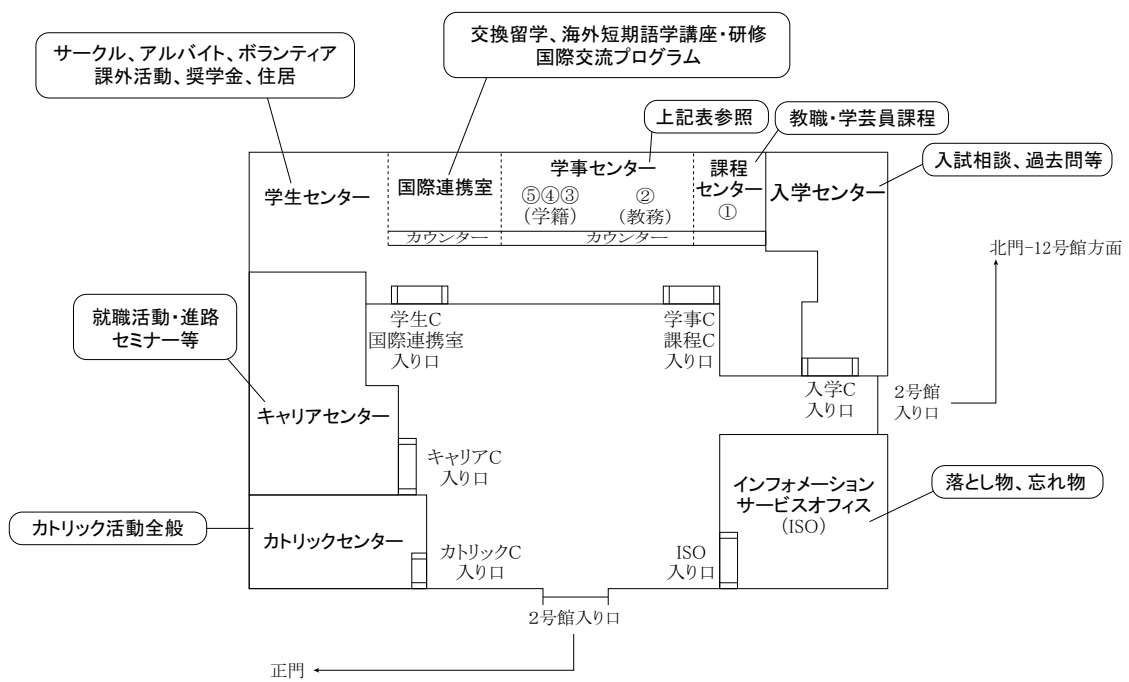 サークル、アルバイト、ボランティア
課外活動、奨学金、住居
交換留学、海外短期語学講座・研修
国際交流プログラム
上記表参照
教職・学芸員課程
入試相談、過去問等
学生センター
国際連携室
学事センター
⑤④③
(学籍)
②
(教務)
課程
センター
①
入学センター
カウンター
カウンター
北門-12号館方面
就職活動・進路
セミナー等
学生C
国際連携室
入り口
学事C
課程C
入り口
入学C
入り口
2号館
入り口
キャリアセンター
キャリアC
入り口
インフォメーション
サービスオフィス
(ISO)
落とし物、忘れ物
カトリック活動全般
カトリックセンター
カトリックC
入り口
ISO
入り口
2号館入り口
正門